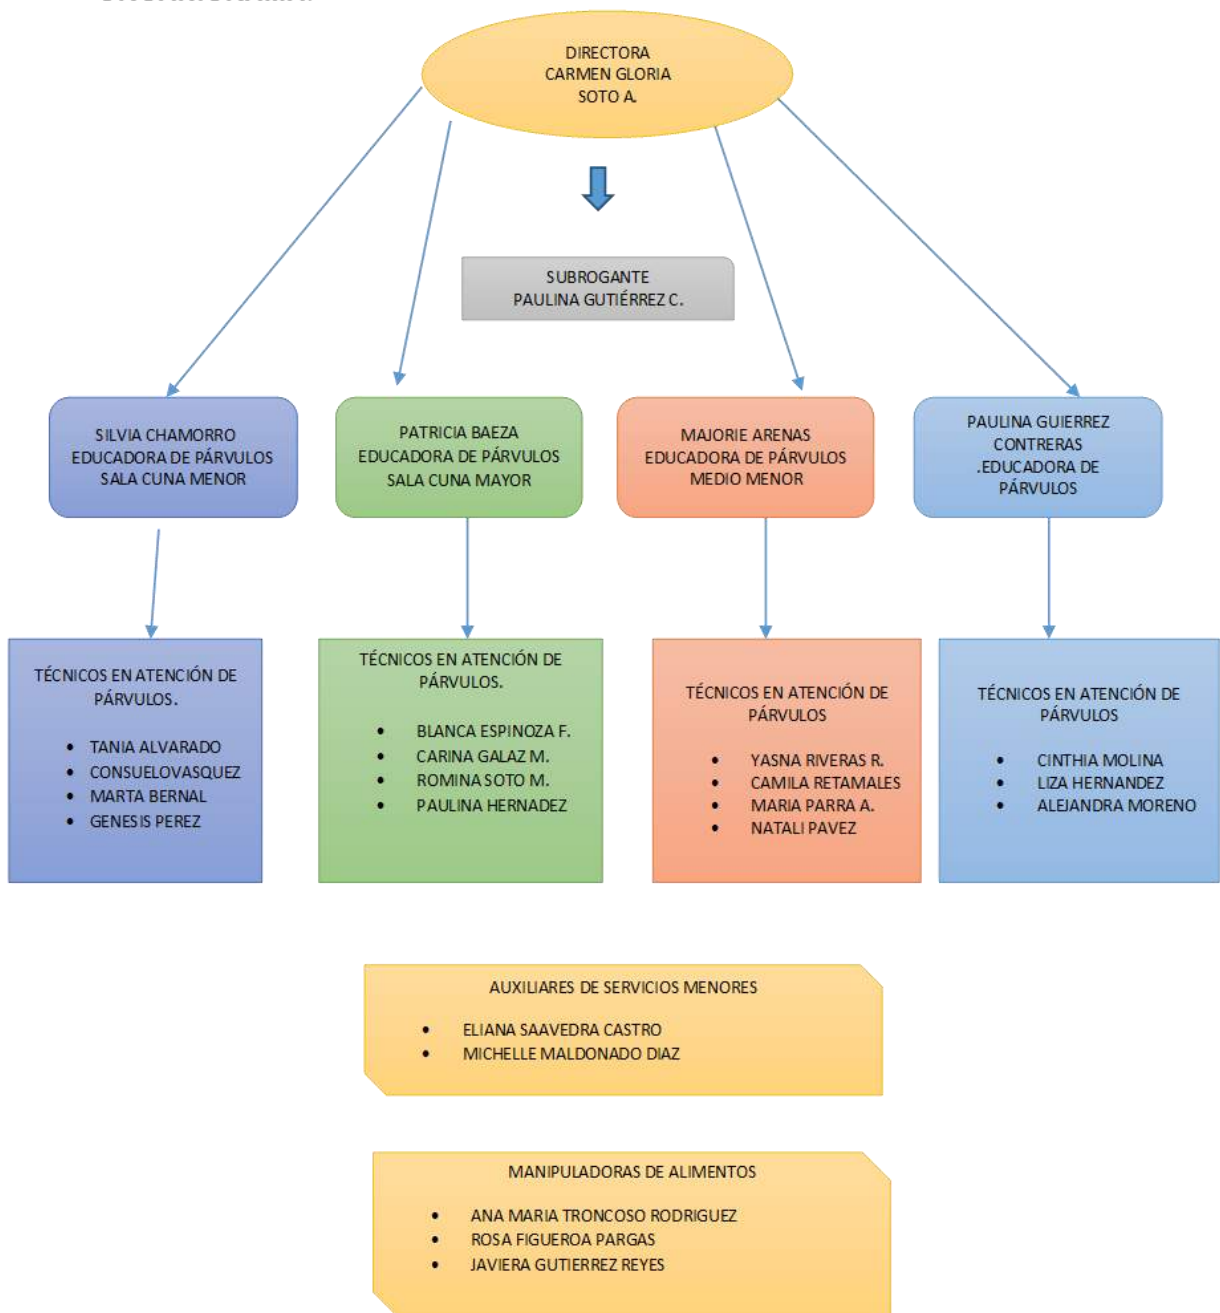 DIRECTORA
CARMEN GLORIA
SOTO A.
SUBROGANTE
PAULINA GUTIÉRREZ C.
SILVIA CHAMORRO
EDUCADORA DE PÁRVULOS
SALA CUNA MENOR
PATRICIA BAEZA
EDUCADORA DE PÁRVULOS
SALA CUNA MAYOR
MAJORIE ARENAS
EDUCADORA DE PÁRVULOS
MEDIO MENOR
PAULINA GUIERREZ
CONTRERAS
.EDUCADORA DE
PÁRVULOS
TÉCNICOS EN ATENCIÓN DE
PÁRVULOS.
• TANIA ALVARADO
• CONSUELOVASQUEZ
• MARTA BERNAL
• GENESIS PEREZ
TÉCNICOS EN ATENCIÓN DE
PÁRVULOS.
• BLANCA ESPINOZA F.
• CARINA GALAZ M.
• ROMINA SOTO M.
• PAULINA HERNADEZ
TÉCNICOS EN ATENCIÓN DE
PÁRVULOS
• YASNA RIVERAS R.
• CAMILA RETAMALES
• MARIA PARRA A.
• NATALI PAVEZ
TÉCNICOS EN ATENCIÓN DE
PÁRVULOS
• CINTHIA MOLINA
• LIZA HERNANDEZ
• ALEJANDRA MORENO
AUXILIARES DE SERVICIOS MENORES
• ELIANA SAAVEDRA CASTRO
• MICHELLE MALDONADO DIAZ
MANIPULADORAS DE ALIMENTOS
• ANA MARIA TRONCOSO RODRIGUEZ
• ROSA FIGUEROA PARGAS
• JAVIERA GUTIERREZ REYES